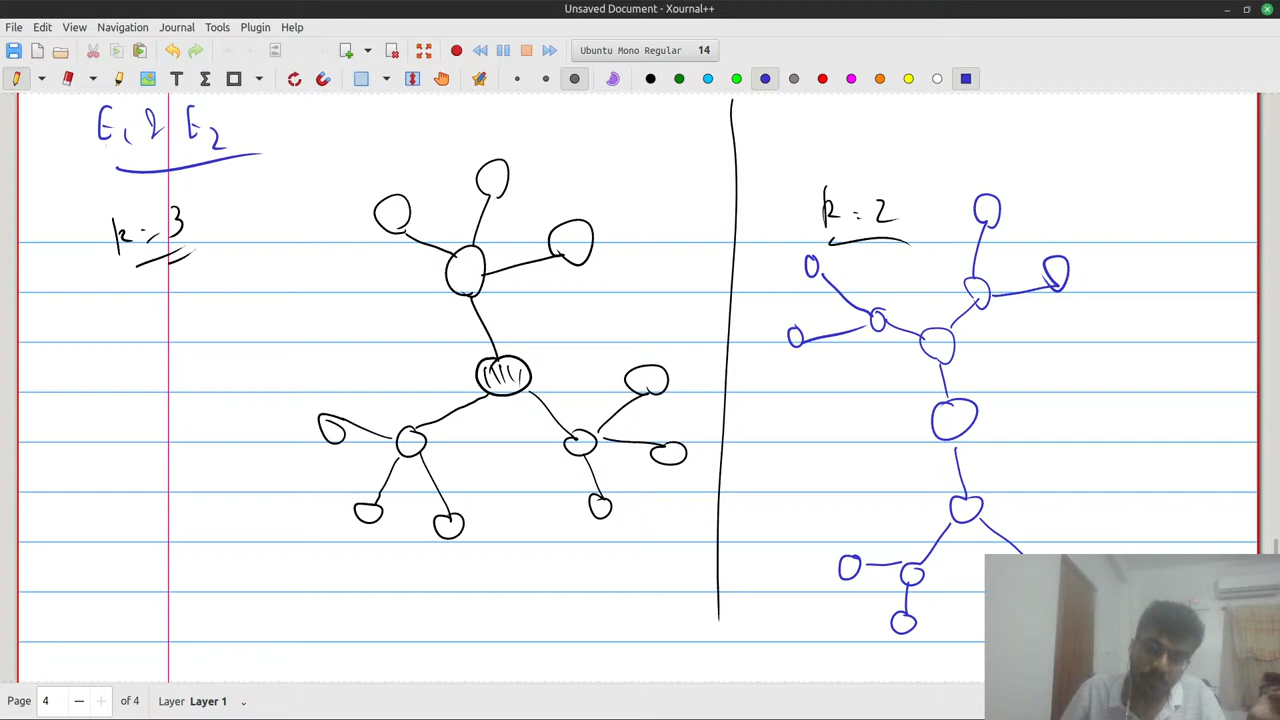 Unsaved Document - Xournal++
File Edit View Navigation Journal Tools Plugin Help
Ubuntu Mono Regular 14
E1 & E2
k = 3
k = 2
Page 4 of 4 Layer Layer 1